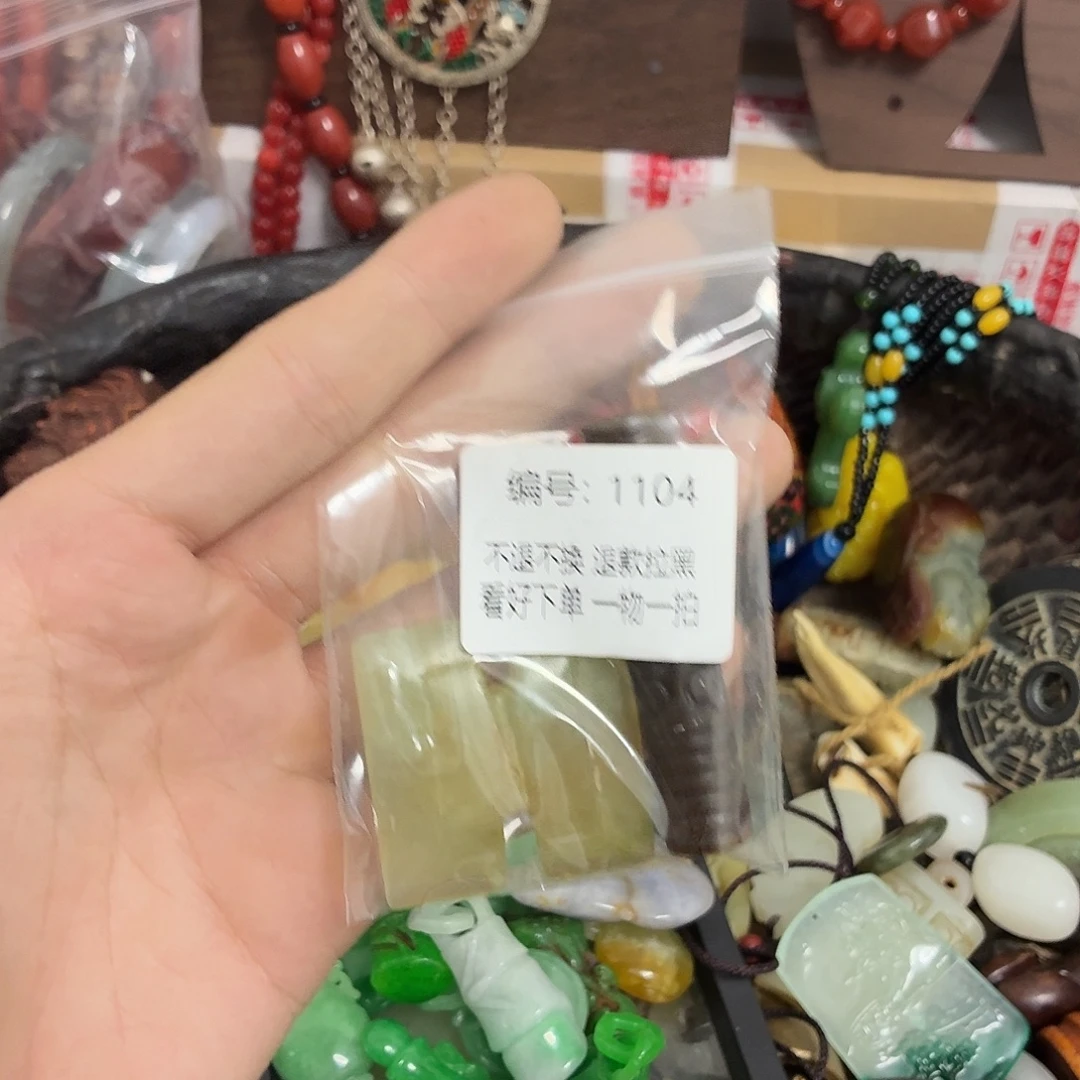 编号: 1104
不退不换 退款拉黑
看好下单 一物一拍